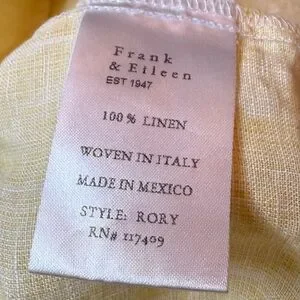 Frank
& Eileen
EST 1947
100% LINEN
WOVEN IN ITALY
MADE IN MEXICO
STYLE: RORY
RN# 117409